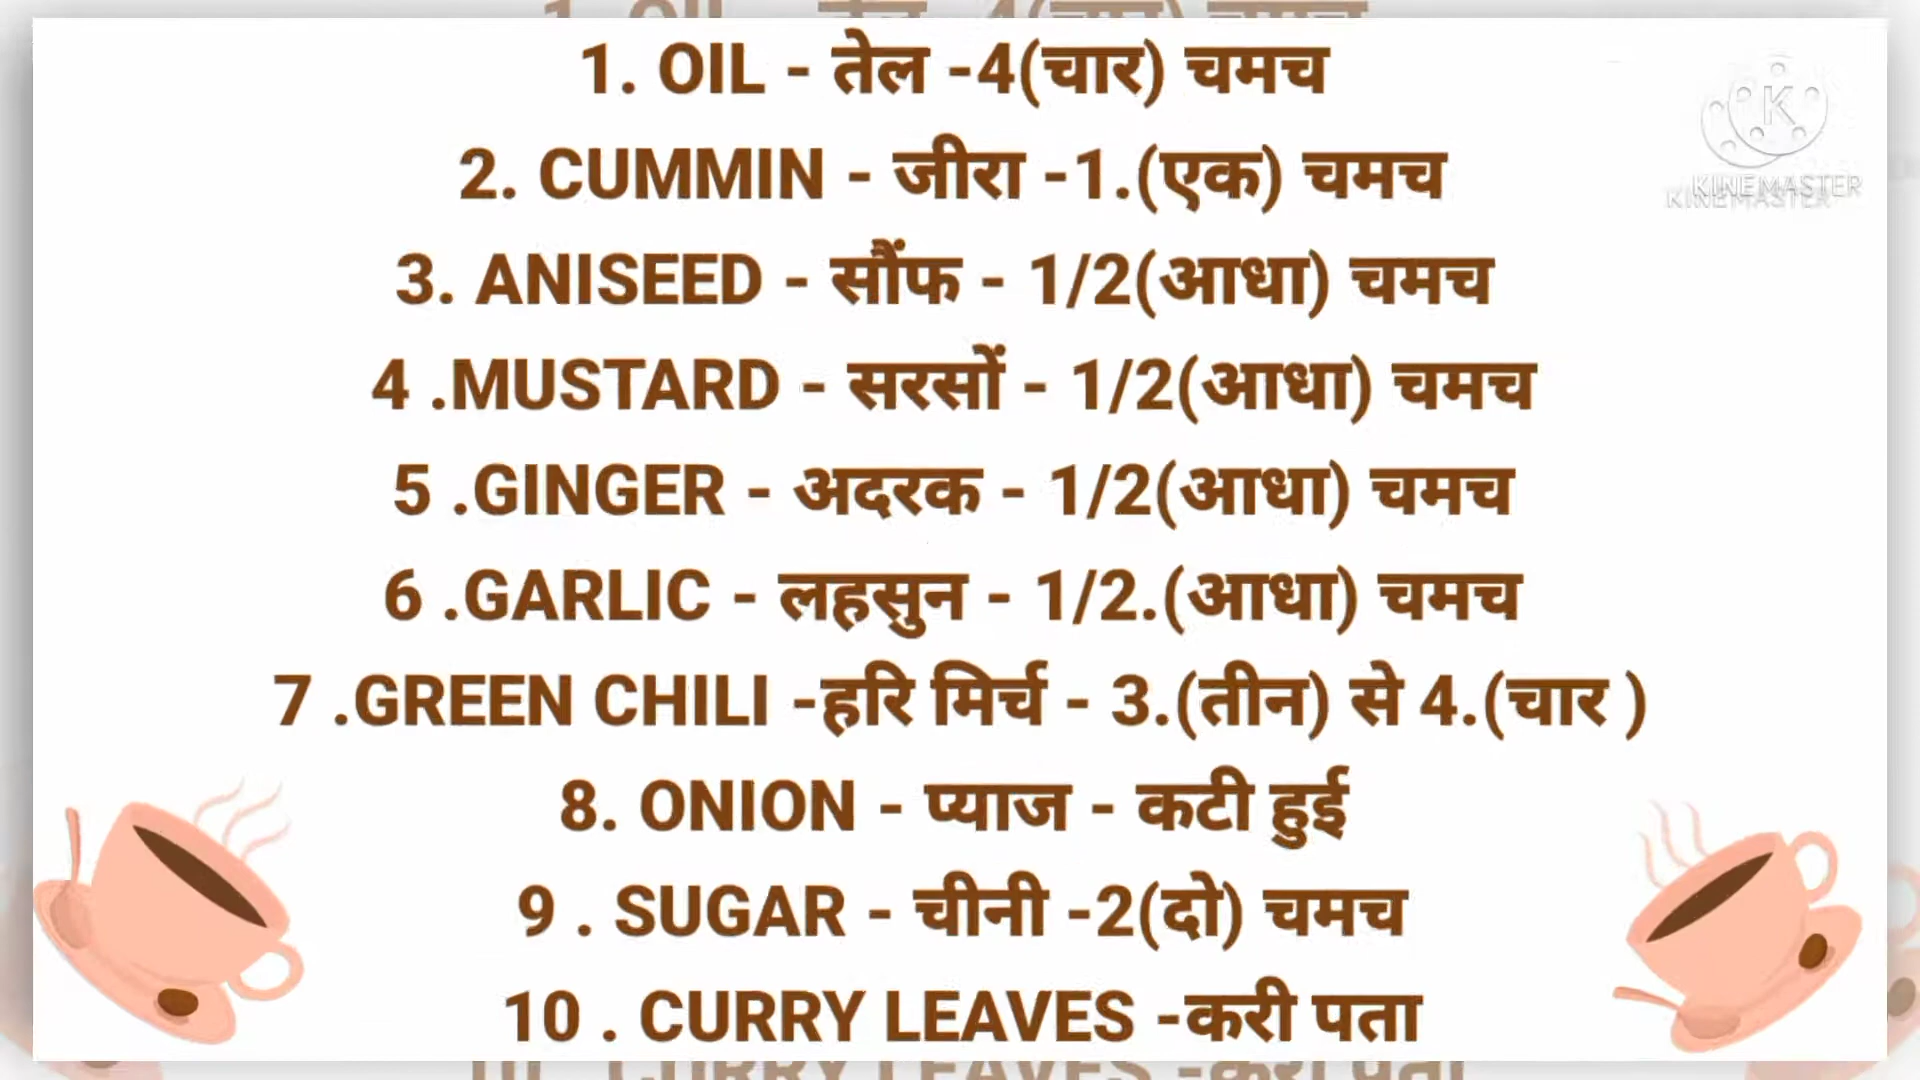 1. OIL - तेल -4(चार) चमच
2. CUMMIN - जीरा -1.(एक) चमच
3. ANISEED - सौंफ - 1/2(आधा) चमच
4 .MUSTARD - सरसों - 1/2(आधा) चमच
5 .GINGER - अदरक - 1/2(आधा) चमच
6 .GARLIC - लहसुन - 1/2.(आधा) चमच
7 .GREEN CHILI -हरि मिर्च - 3.(तीन) से 4.(चार )
8. ONION - प्याज - कटी हुई
9 . SUGAR - चीनी -2(दो) चमच
10 . CURRY LEAVES -करी पता
K
KINEMASTER